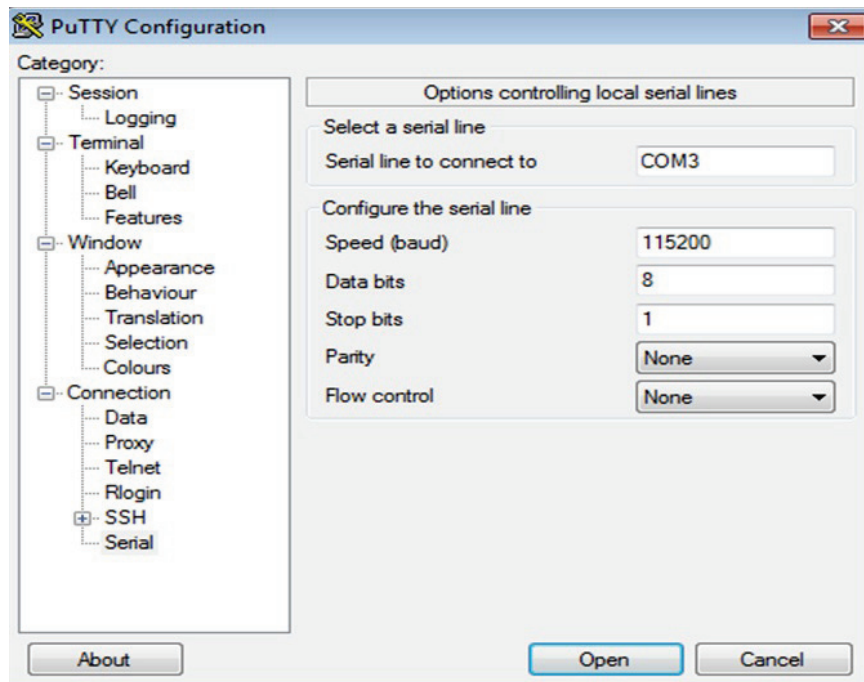 PuTTY Configuration
Category:
Session
Logging
Terminal
Keyboard
Bell
Features
Window
Appearance
Behaviour
Translation
Selection
Colours
Connection
Data
Proxy
Telnet
Rlogin
SSH
Serial
Options controlling local serial lines
Select a serial line
Serial line to connect to COM3
Configure the serial line
Speed (baud) 115200
Data bits 8
Stop bits 1
Parity None
Flow control None
About Open Cancel